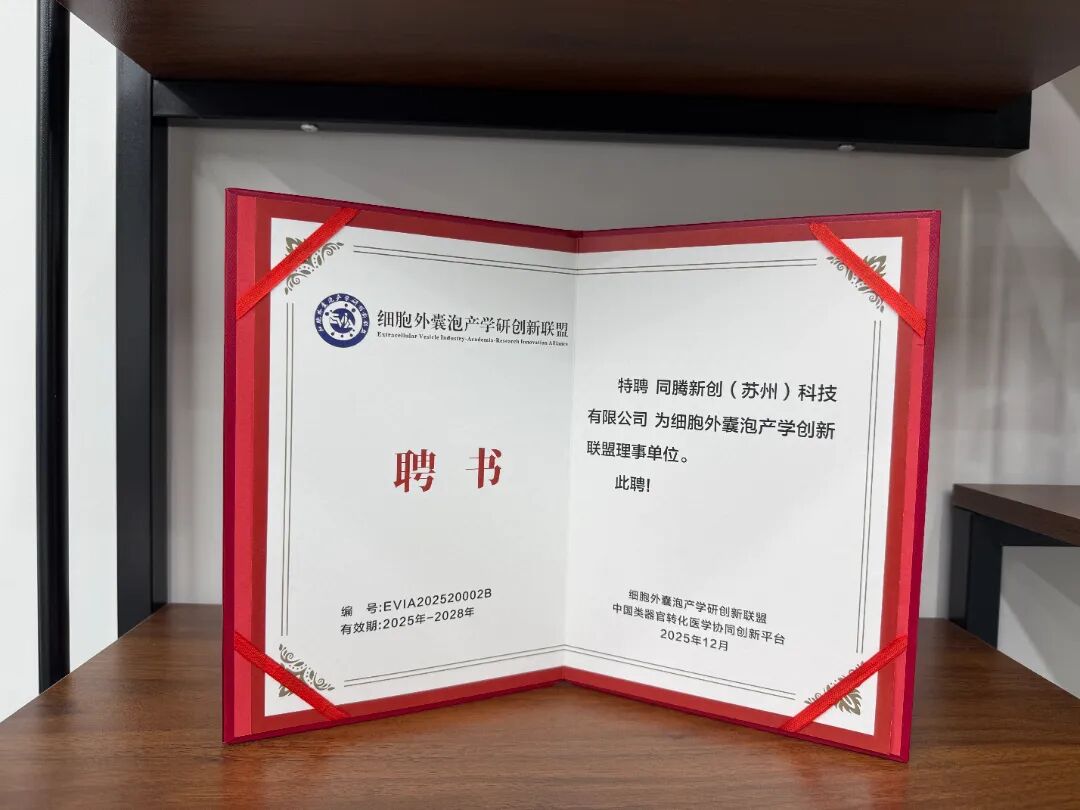 细胞外囊泡产学研创新联盟
Extracellular Vesicle Industry-Academia-Research Innovation Alliance
聘 书
编 号:EVIA202520002B
有效期:2025年-2028年
特聘 同腾新创（苏州）科技
有限公司 为细胞外囊泡产学创新
联盟理事单位。
此聘!
细胞外囊泡产学研创新联盟
中国类器官转化医学协同创新平台
2025年12月